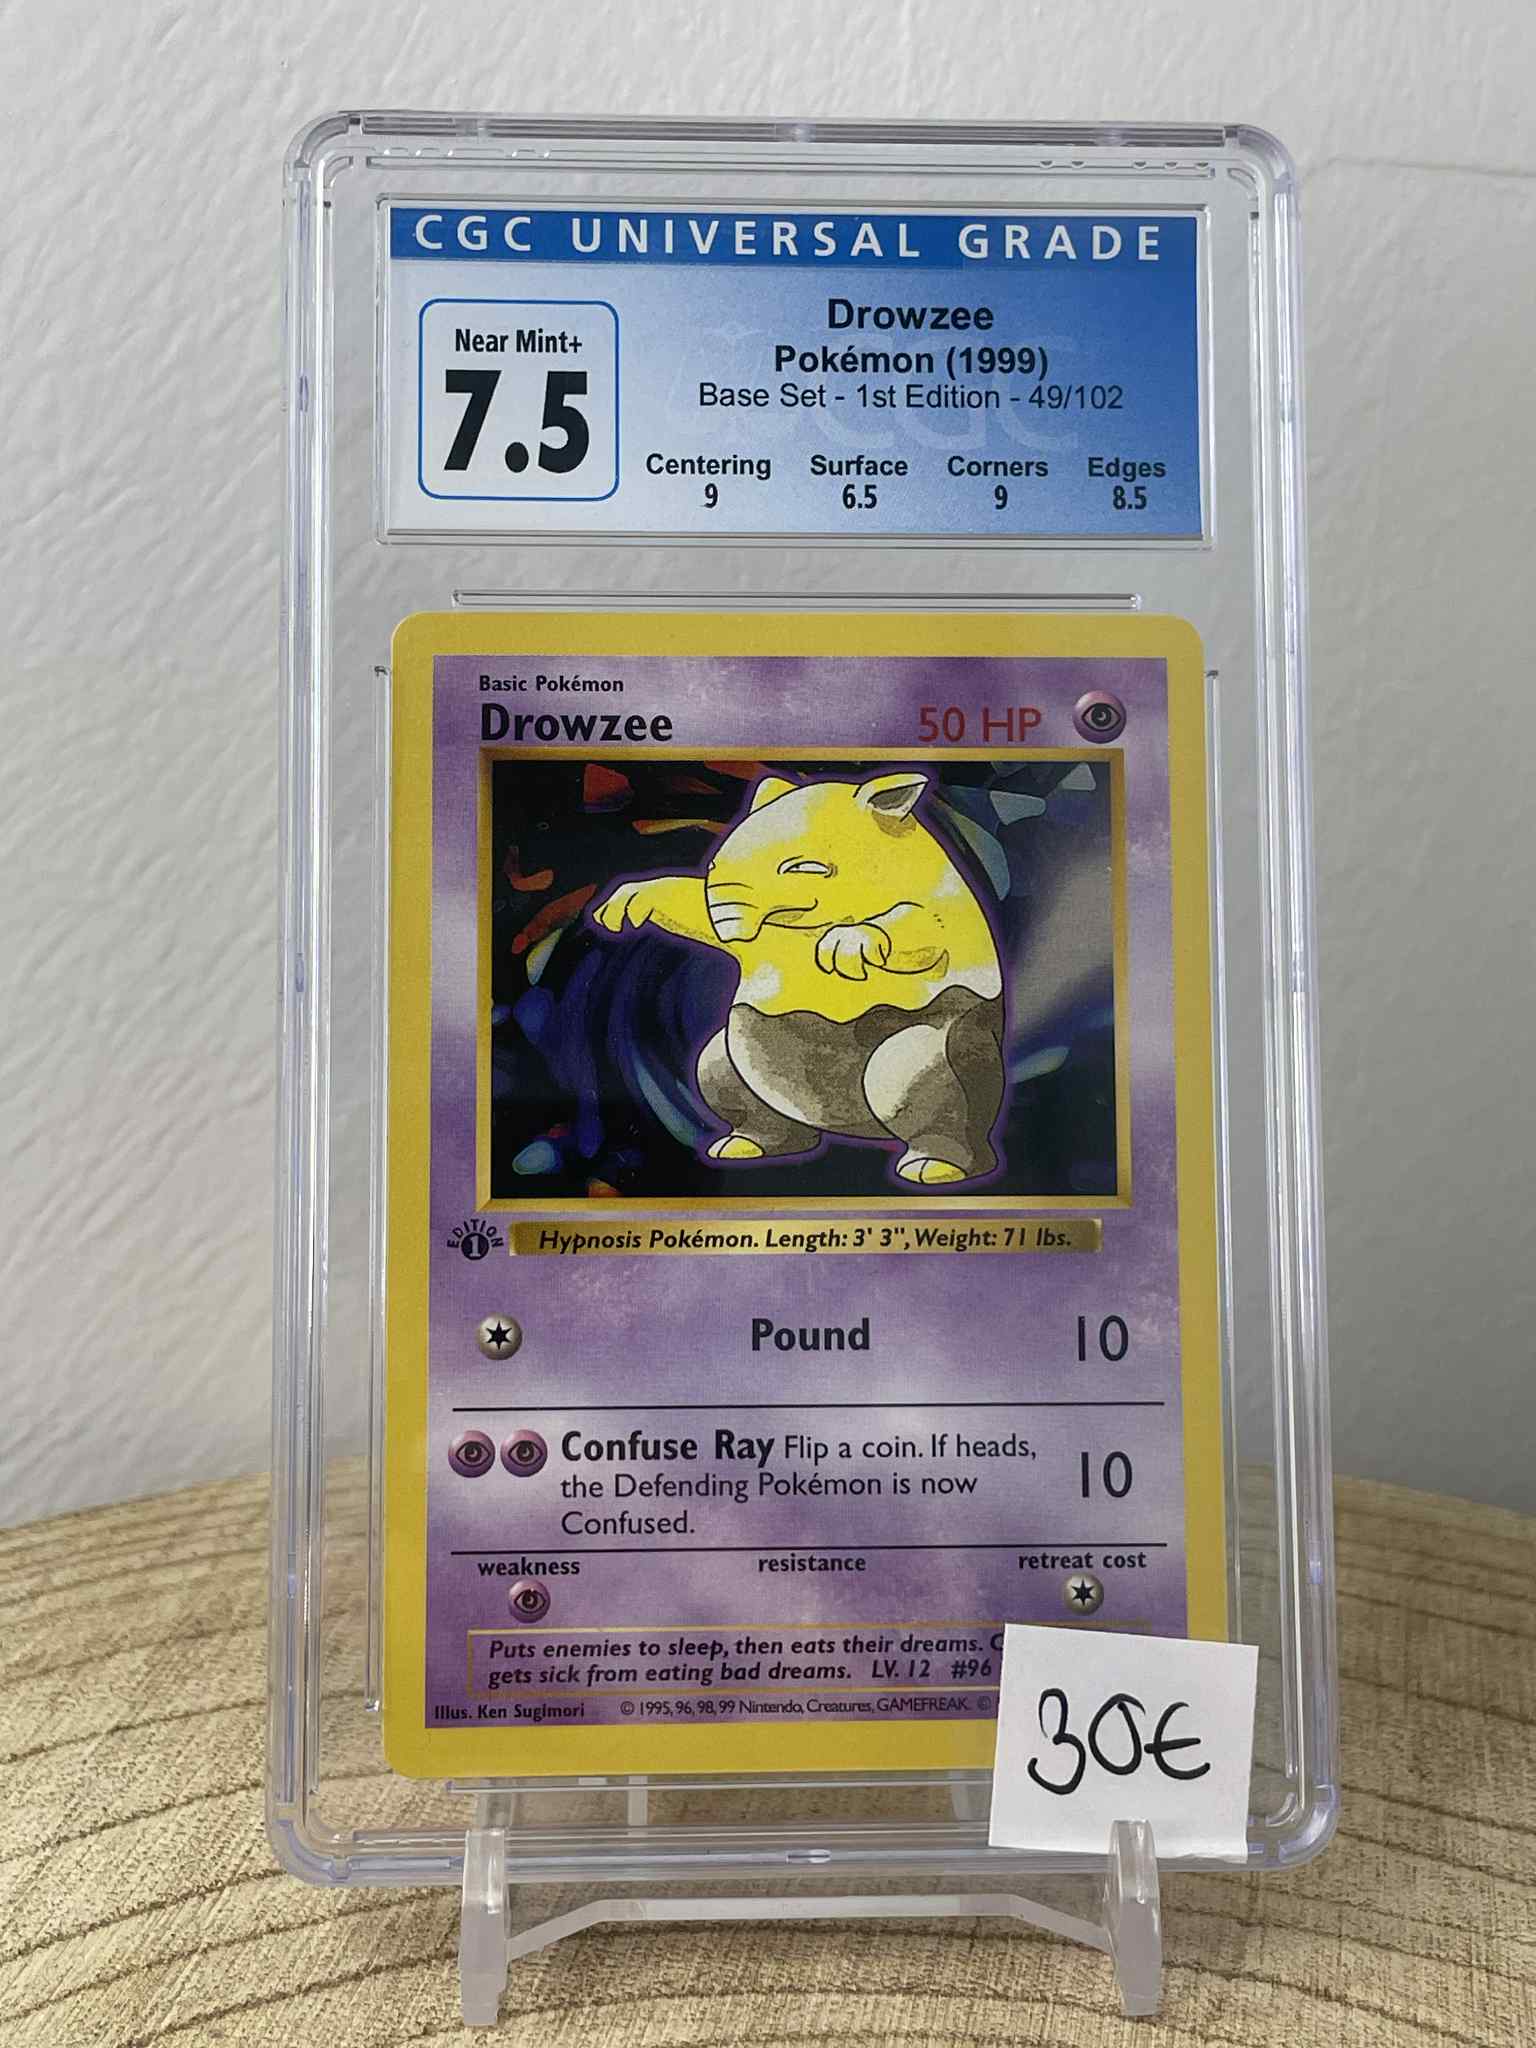 CGC UNIVERSAL GRADE
Near Mint+
7.5
Drowzee
Pokémon (1999)
Base Set - 1st Edition - 49/102
Centering Surface Corners Edges
9 6.5 9 8.5
Basic Pokémon
Drowzee 50 HP
EDITION
1
Hypnosis Pokémon. Length: 3' 3", Weight: 71 lbs.
Pound 10
Confuse Ray Flip a coin. If heads,
the Defending Pokémon is now
Confused.
10
weakness resistance retreat cost
Puts enemies to sleep, then eats their dreams.
gets sick from eating bad dreams. LV. 12 #96
Illus. Ken Sugimori © 1995, 96, 98, 99 Nintendo, Creatures, GAMEFREAK. ©
30€